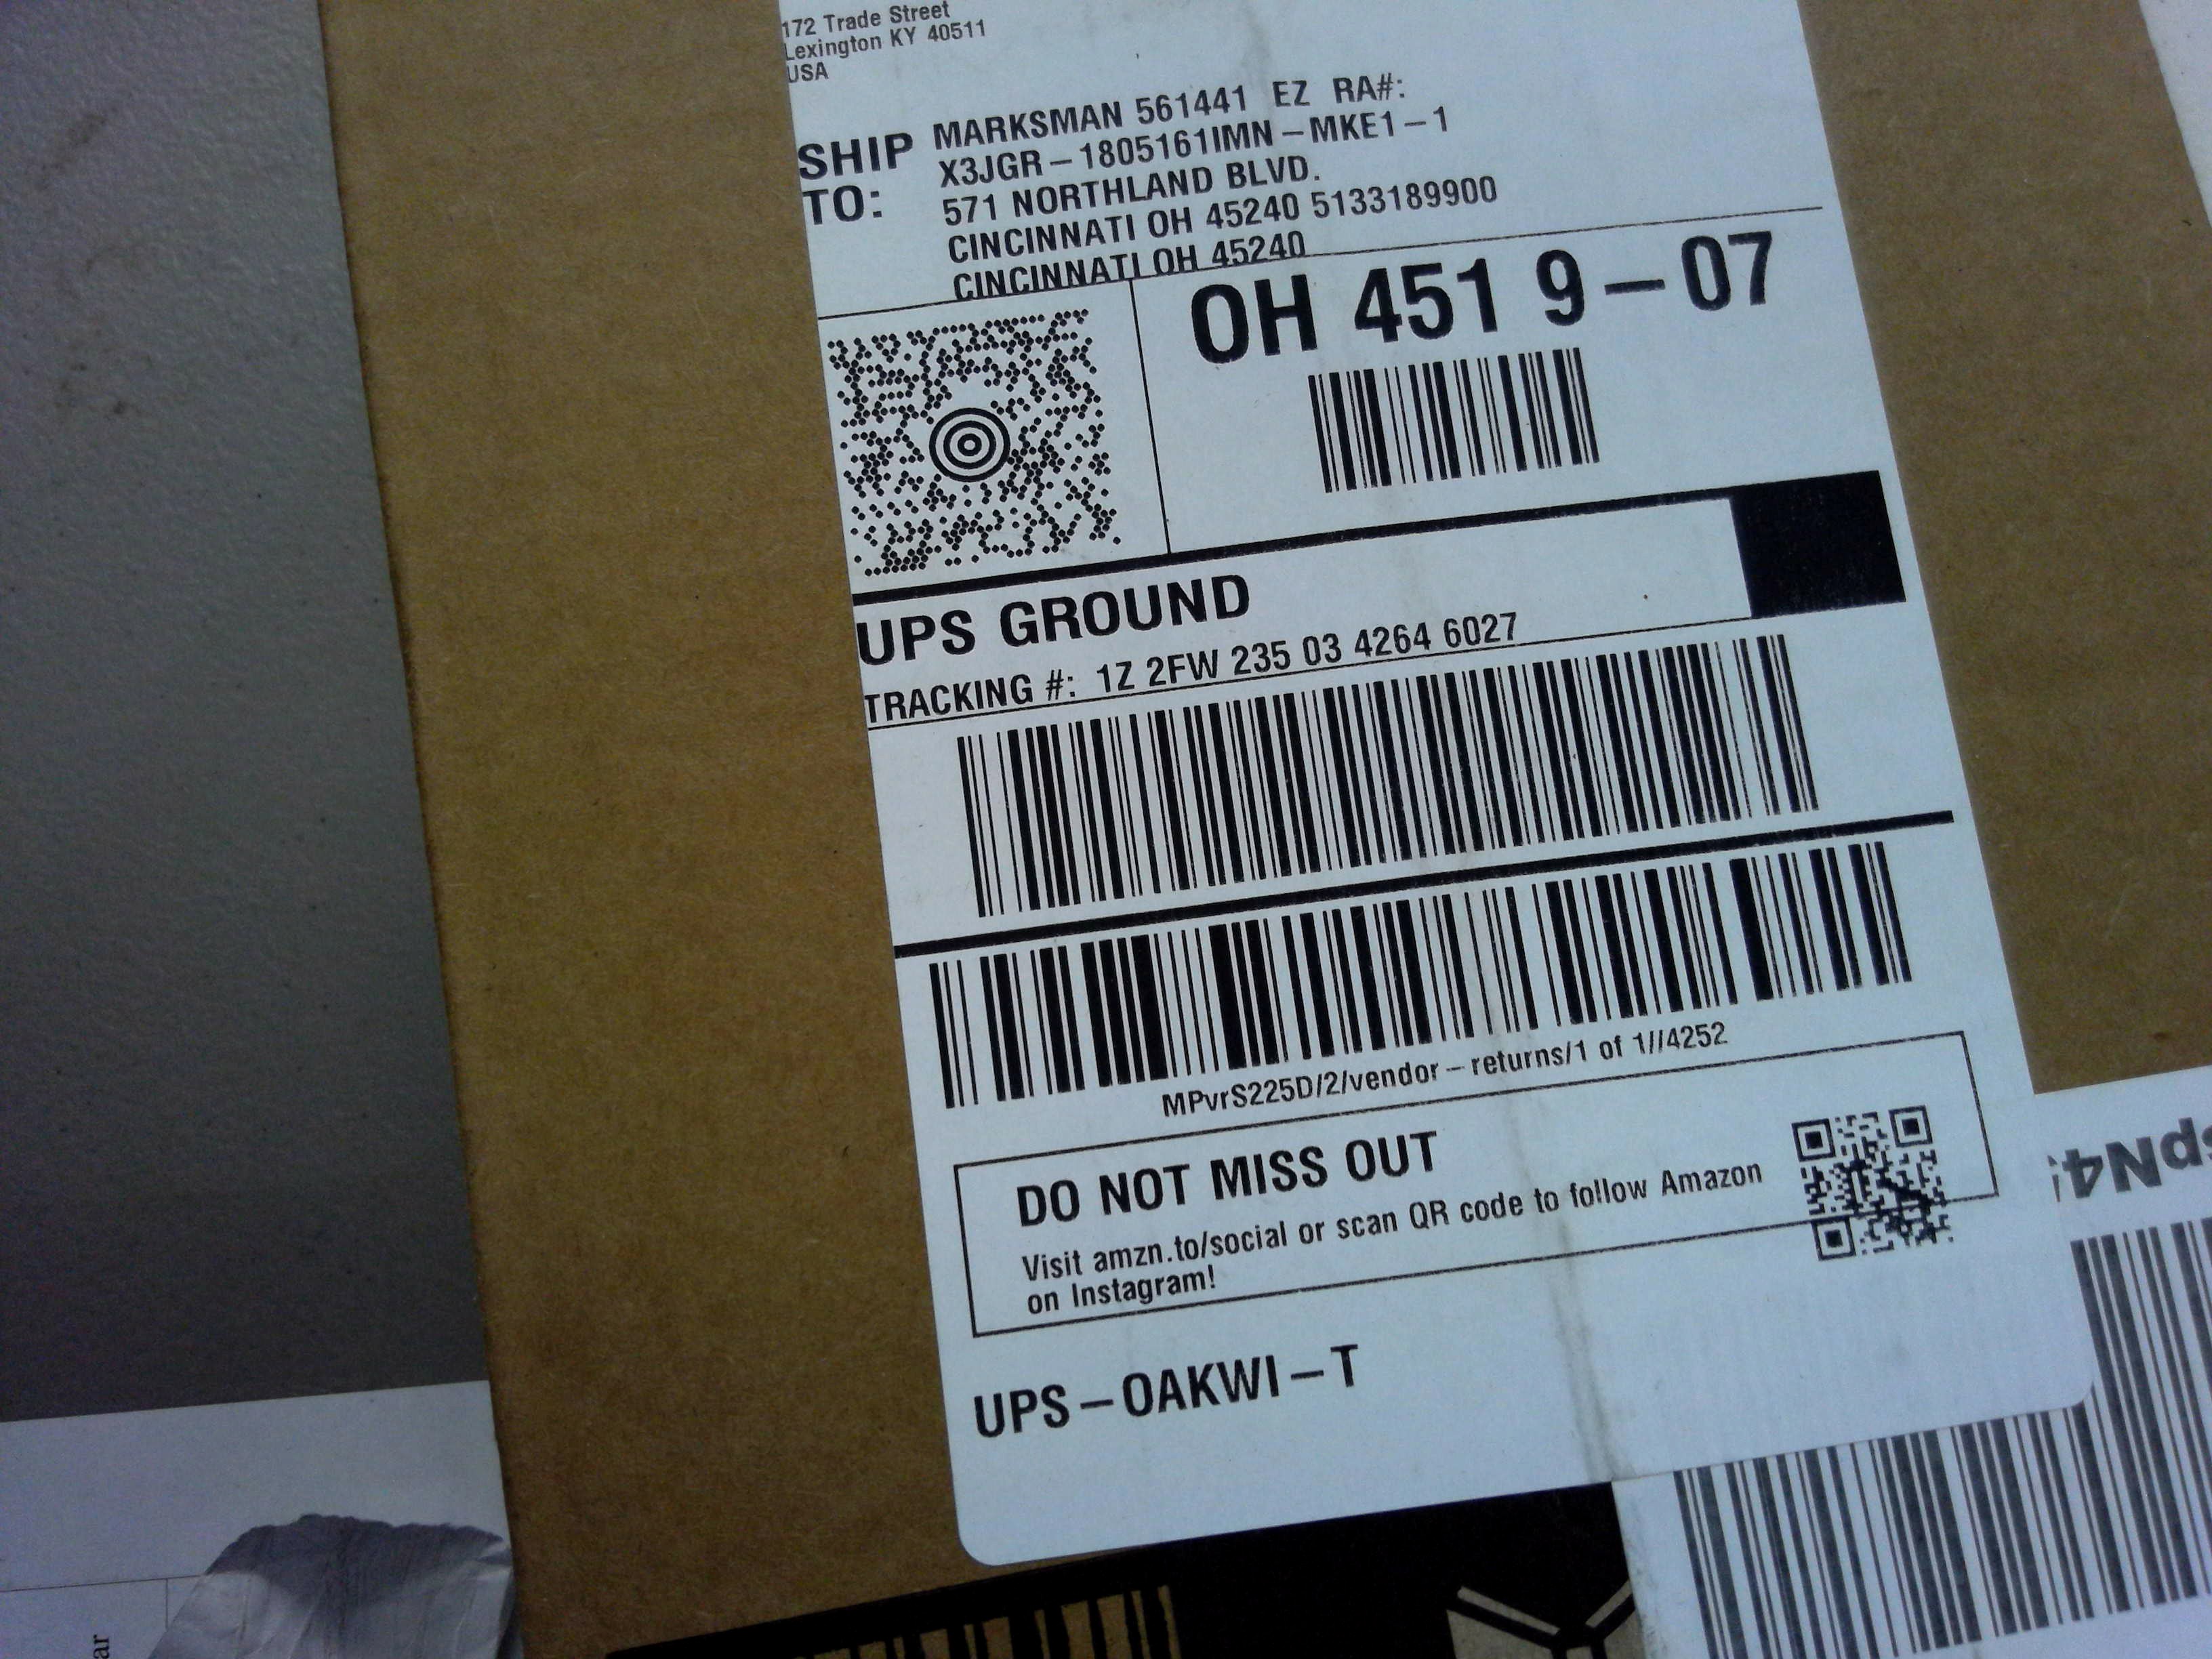 172 Trade Street
Lexington KY 40511
USA
SHIP TO:
MARKSMAN 561441 EZ RA#:
X3JGR-1805161IMN-MKE1-1
571 NORTHLAND BLVD.
CINCINNATI OH 45240 5133189900
CINCINNATI OH 45240
OH 451 9-07
UPS GROUND
TRACKING #: 1Z 2FW 235 03 4264 6027
MPvrS225D/2/vendor-returns/1 of 1//4252
DO NOT MISS OUT
Visit amzn.to/social or scan QR code to follow Amazon
on Instagram!
UPS-OAKWI-T
ar